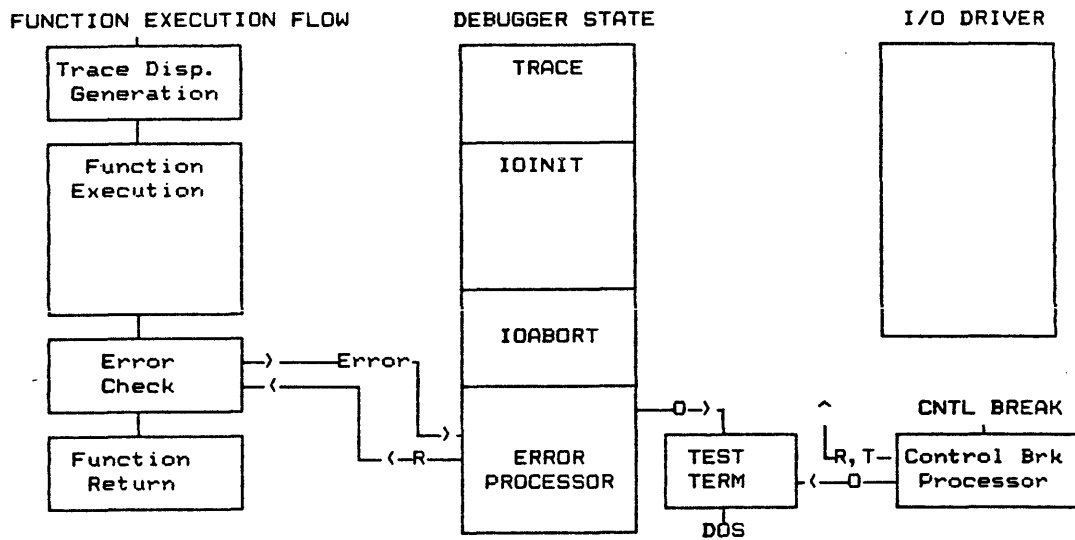 FUNCTION EXECUTION FLOW
DEBUGGER STATE
I/O DRIVER
Trace Disp.
Generation
Function
Execution
Error
Check
Function
Return
TRACE
IOINIT
IOABORT
ERROR
PROCESSOR
Error
R
O
TEST
TERM
DOS
R,T
O
CNTL BREAK
Control Brk
Processor